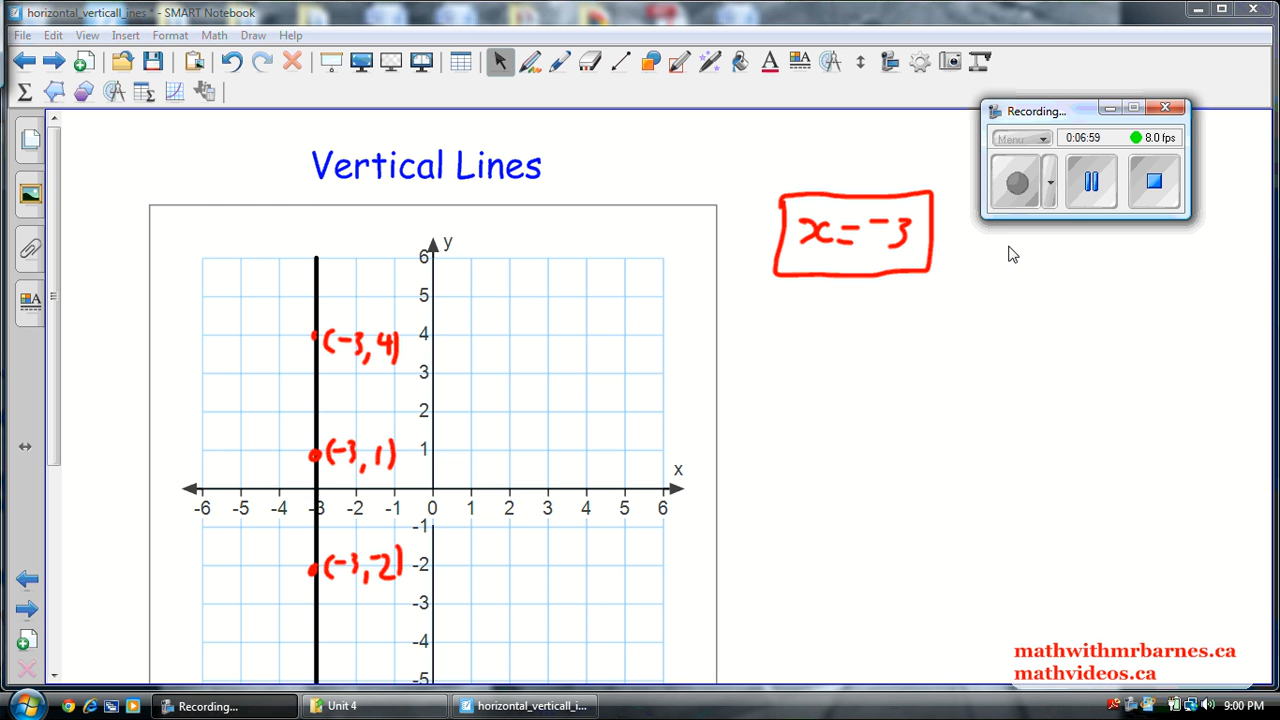 horizontal_verticall_ines * - SMART Notebook
File Edit View Insert Format Math Draw Help
Recording...
Menu 0:06:59 8.0 fps
Vertical Lines
x = -3
y
6
5
(-3, 4) 4
3
2
(-3, 1) 1
x
-6 -5 -4 -3 -2 -1 0 1 2 3 4 5 6
-1
(-3, -2) -2
-3
-4
-5
mathwithmrbarnes.ca
mathvideos.ca
Recording... Unit 4 horizontal_verticall_i... 9:00 PM